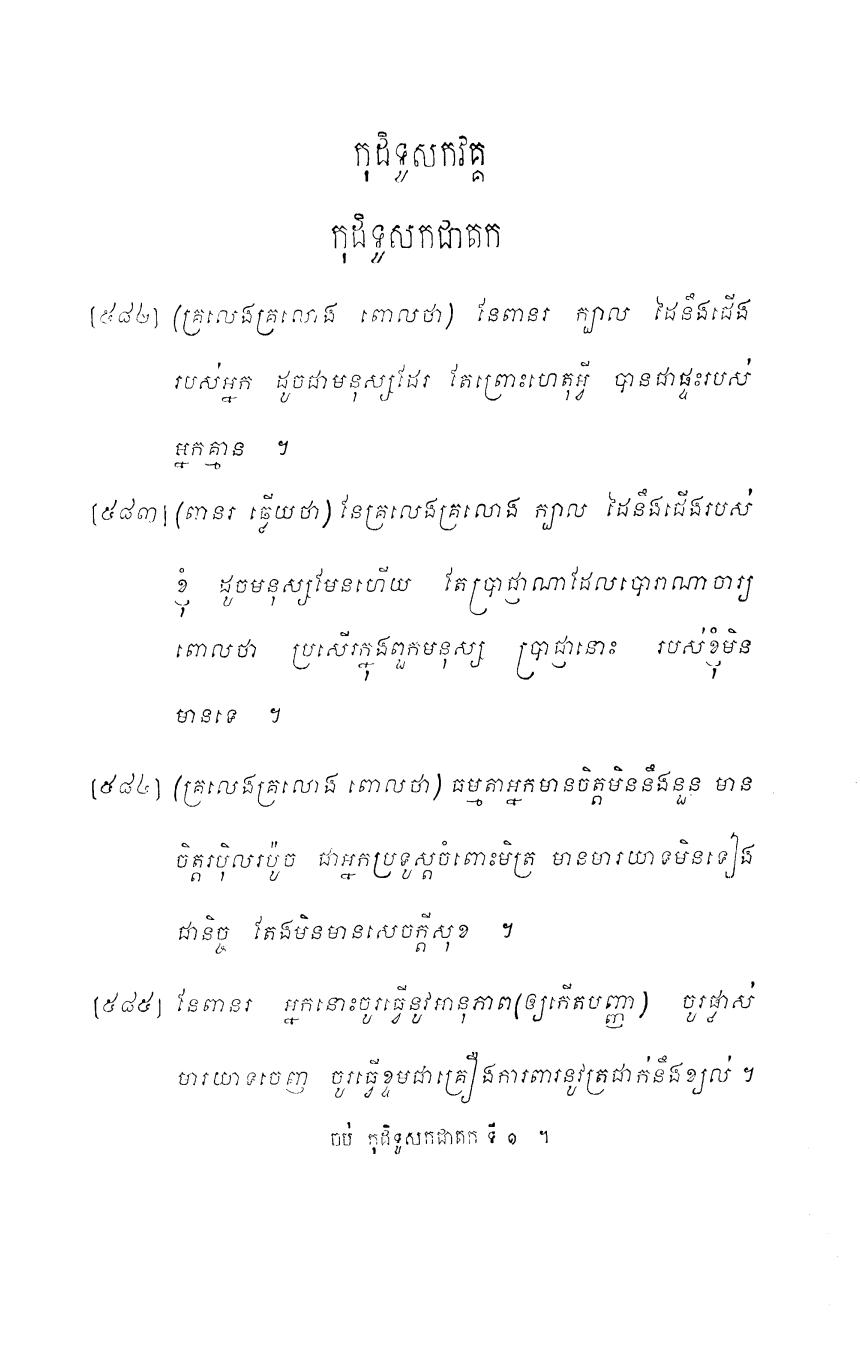 កុដិទូសកវគ្គ
កុដិទូសកជាតក
[៥៨២] (គ្រលេងគ្រលោង ពោលថា) នែពានរ ក្បាល ដៃនឹងជើង
របស់អ្នក ដូចជាមនុស្សដែរ តែព្រោះហេតុអ្វី បានជាផ្ទះរបស់
អ្នកគ្មាន ។
[៥៨៣] (ពានរ ឆ្លើយថា) នែគ្រលេងគ្រលោង ក្បាល ដៃនឹងជើងរបស់
ខ្ញុំ ដូចមនុស្សមែនហើយ តែប្រាជ្ញាណាដែលបោរាណាចារ្យ
ពោលថា ប្រសើរក្នុងពួកមនុស្ស ប្រាជ្ញានោះ របស់ខ្ញុំមិន
មានទេ ។
[៥៨៤] (គ្រលេងគ្រលោង ពោលថា) ធម្មតាអ្នកមានចិត្តមិននឹងនួន មាន
ចិត្តរប៉ិលរប៉ូច ជាអ្នកប្រទូស្តចំពោះមិត្រ មានមារយាទមិនទៀង
ជានិច្ច តែងមិនមានសេចក្តីសុខ ។
[៥៨៥] នែពានរ អ្នកនោះចូរធ្វើនូវអានុភាព(ឲ្យកើតបញ្ញា) ចូរផ្លាស់
មារយាទចេញ ចូរធ្វើខ្ទមជាគ្រឿងការពារនូវត្រជាក់នឹងខ្យល់ ។
ចប់ កុដិទូសកជាតក ទី ១ ។